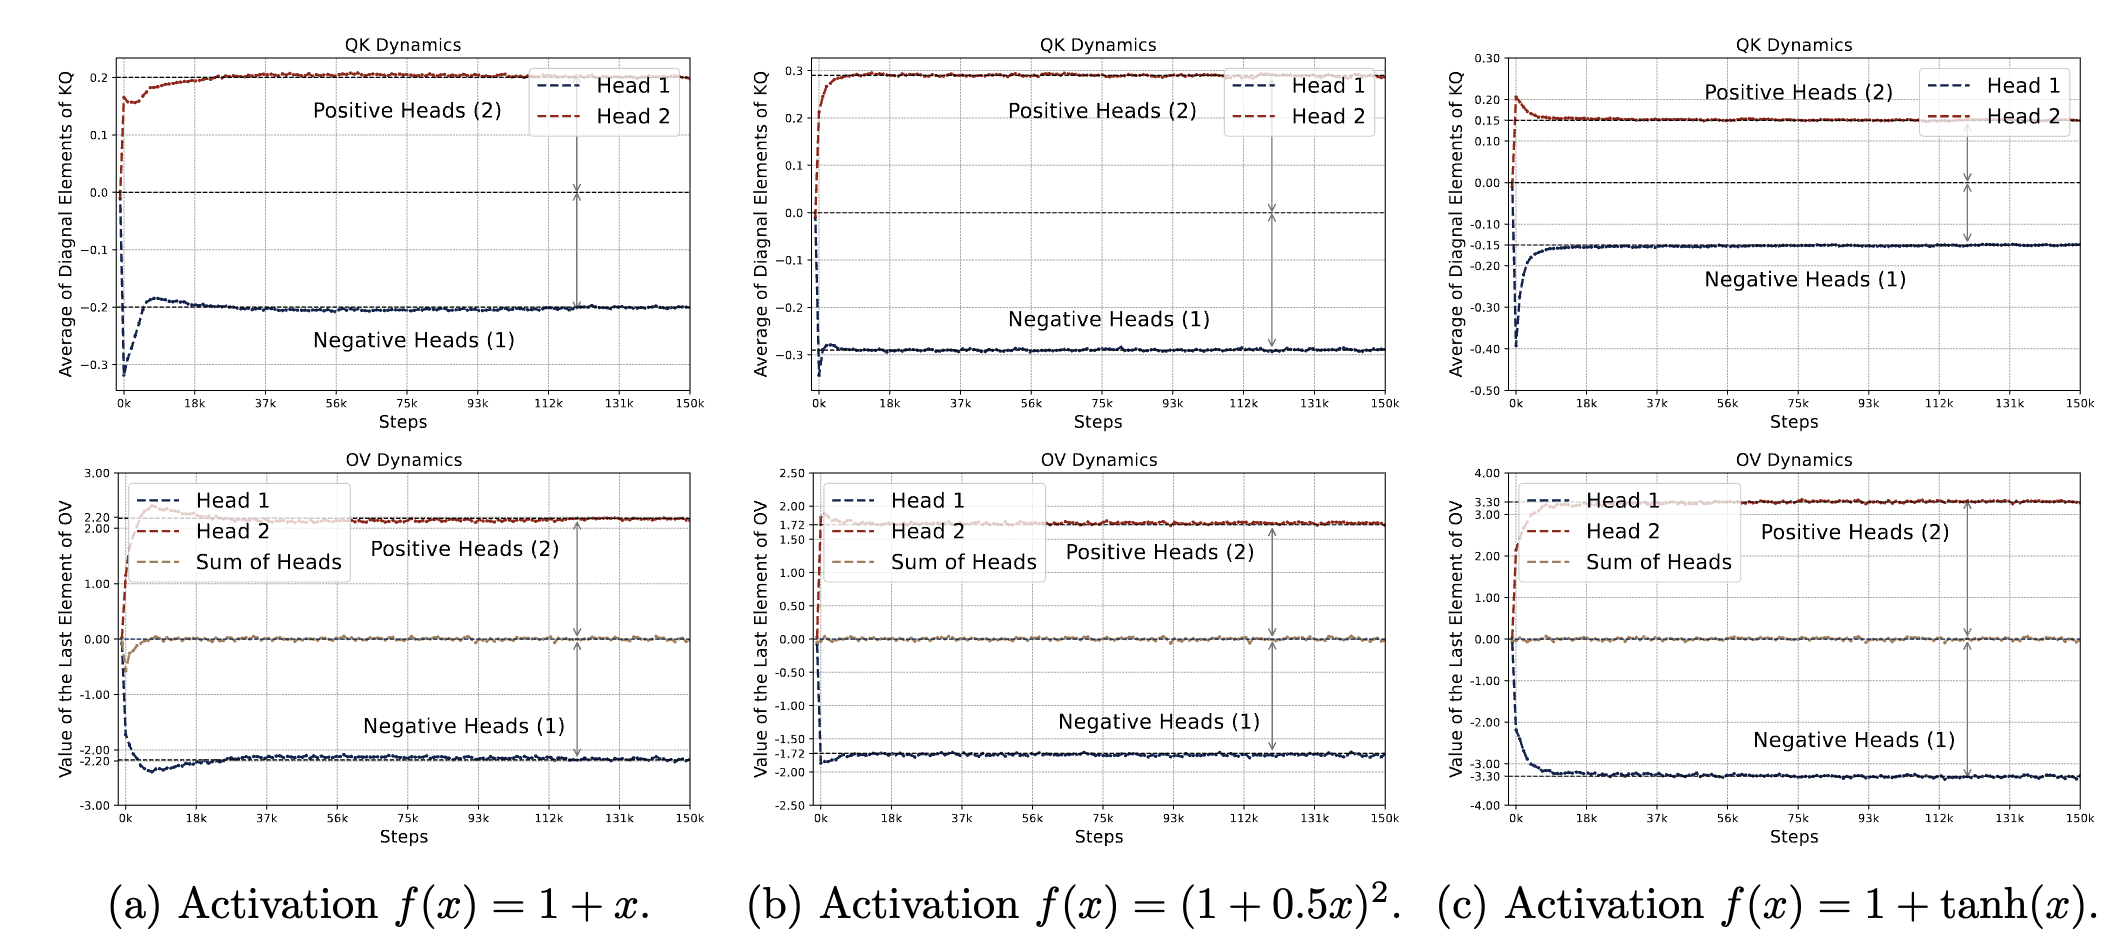 QK Dynamics
Average of Diagnal Elements of KQ
0.2
0.1
0.0
−0.1
−0.2
−0.3
Positive Heads (2)
Negative Heads (1)
Head 1
Head 2
0k 18k 37k 56k 75k 93k 112k 131k 150k
Steps
QK Dynamics
Average of Diagnal Elements of KQ
0.3
0.2
0.1
0.0
−0.1
−0.2
−0.3
Positive Heads (2)
Negative Heads (1)
Head 1
Head 2
0k 18k 37k 56k 75k 93k 112k 131k 150k
Steps
QK Dynamics
Average of Diagnal Elements of KQ
0.30
0.20
0.15
0.10
0.00
-0.10
-0.15
-0.20
-0.30
-0.40
-0.50
Positive Heads (2)
Negative Heads (1)
Head 1
Head 2
0k 18k 37k 56k 75k 93k 112k 131k 150k
Steps
OV Dynamics
Value of the Last Element of OV
3.00
2.20
2.00
1.00
0.00
-1.00
-2.00
-2.20
-3.00
Head 1
Head 2
Sum of Heads
Positive Heads (2)
Negative Heads (1)
0k 18k 37k 56k 75k 93k 112k 131k 150k
Steps
OV Dynamics
Value of the Last Element of OV
2.50
2.00
1.72
1.50
1.00
0.50
0.00
-0.50
-1.00
-1.50
-1.72
-2.00
-2.50
Head 1
Head 2
Sum of Heads
Positive Heads (2)
Negative Heads (1)
0k 18k 37k 56k 75k 93k 112k 131k 150k
Steps
OV Dynamics
Value of the Last Element of OV
4.00
3.30
3.00
2.00
1.00
0.00
-1.00
-2.00
-3.00
-3.30
-4.00
Head 1
Head 2
Sum of Heads
Positive Heads (2)
Negative Heads (1)
0k 18k 37k 56k 75k 93k 112k 131k 150k
Steps
(a) Activation f(x) = 1 + x.
(b) Activation f(x) = (1 + 0.5x)².
(c) Activation f(x) = 1 + tanh(x).